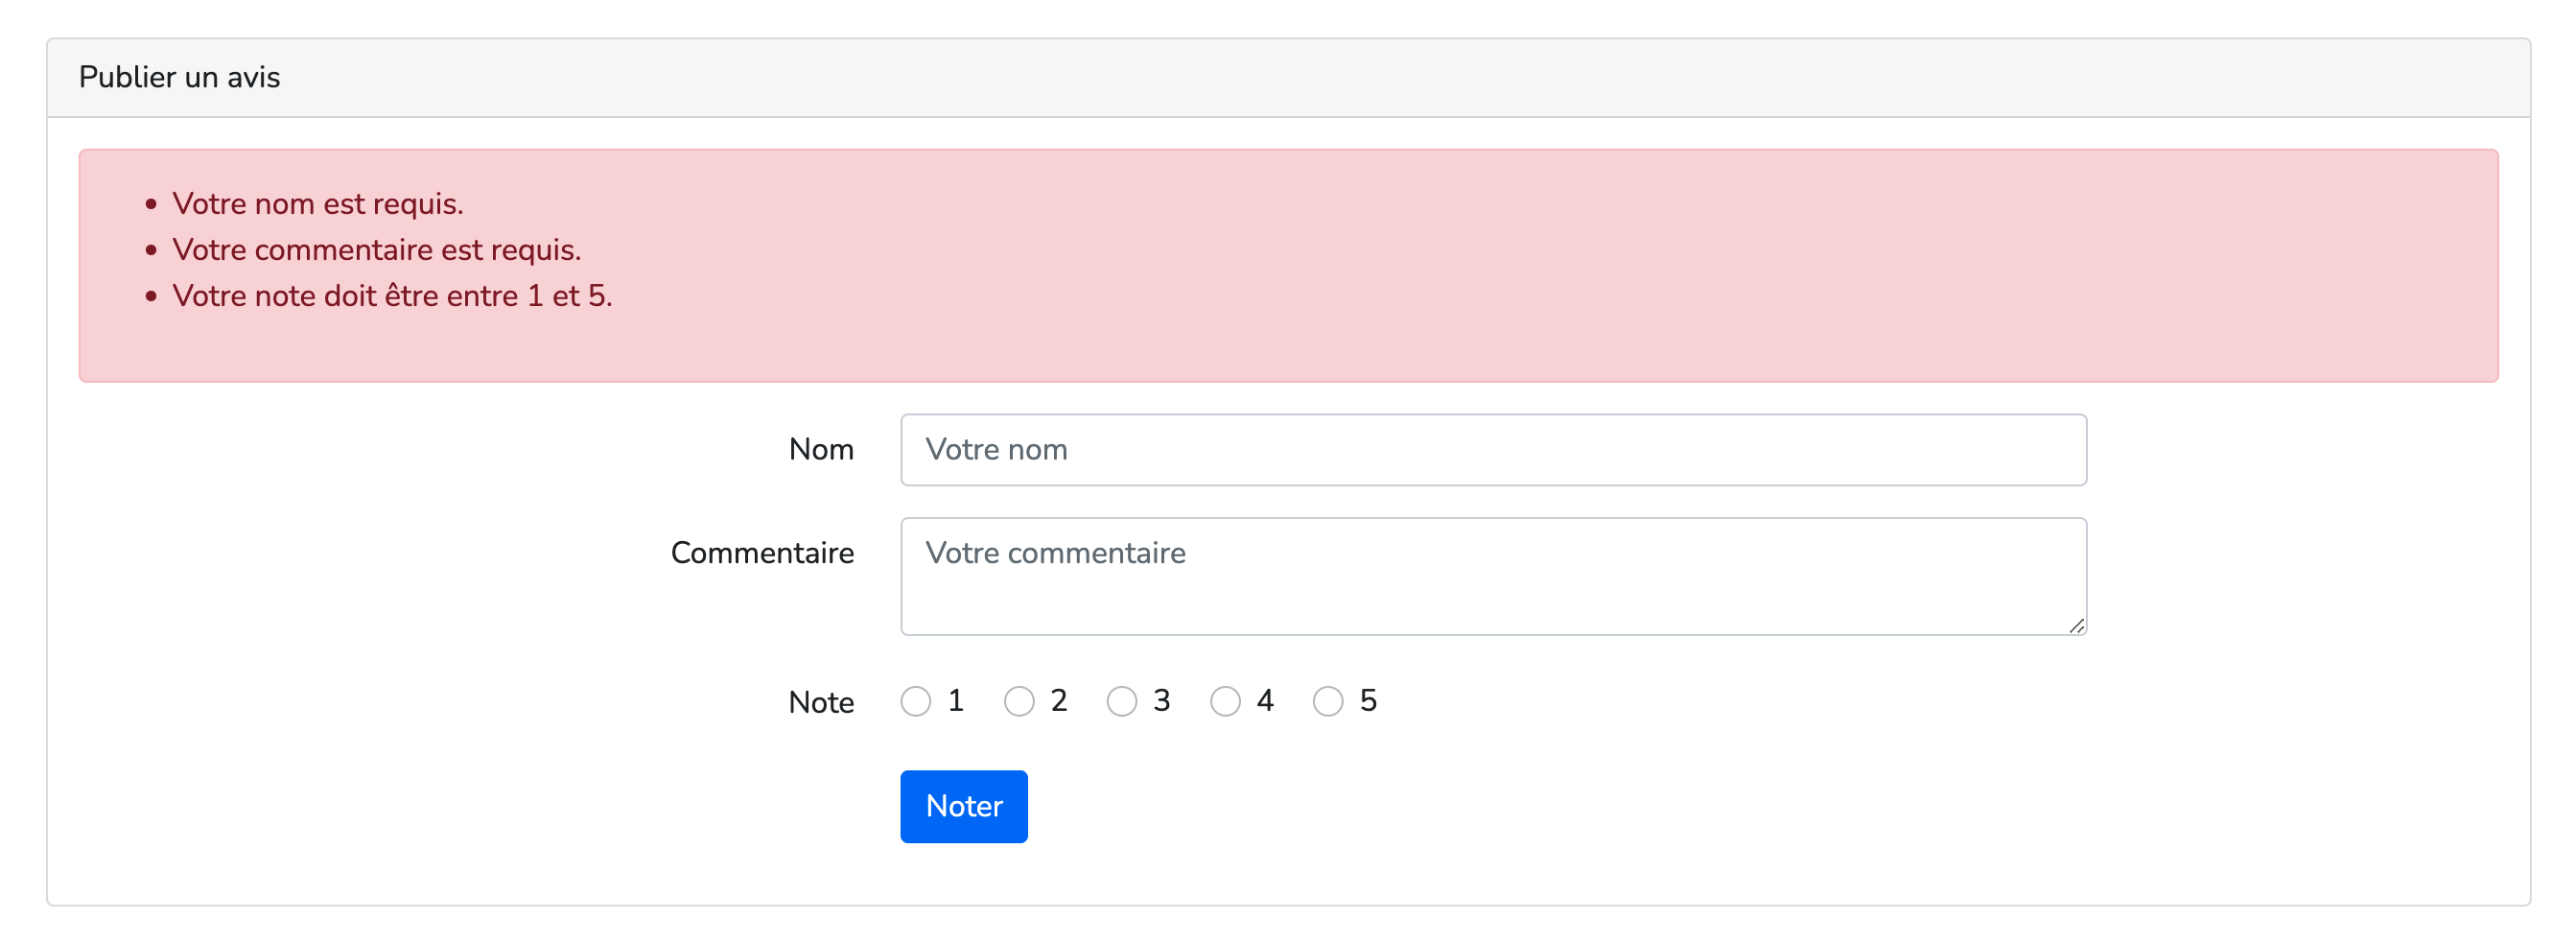 Publier un avis
Votre nom est requis.
Votre commentaire est requis.
Votre note doit être entre 1 et 5.
Nom Votre nom
Commentaire Votre commentaire
Note 1 2 3 4 5
Noter